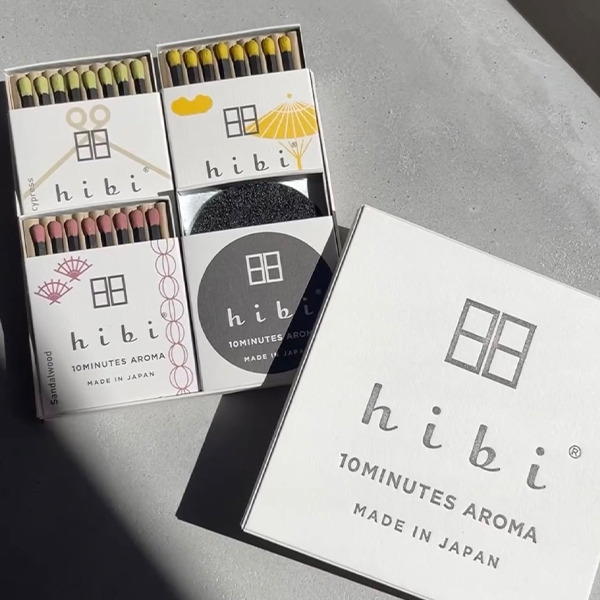 cypress
hibi®
hibi®
Sandalwood
hibi®
10MINUTES AROMA
MADE IN JAPAN
hibi
10MINUTES AROMA
MADE IN JAPAN
hibi®
10MINUTES AROMA
MADE IN JAPAN